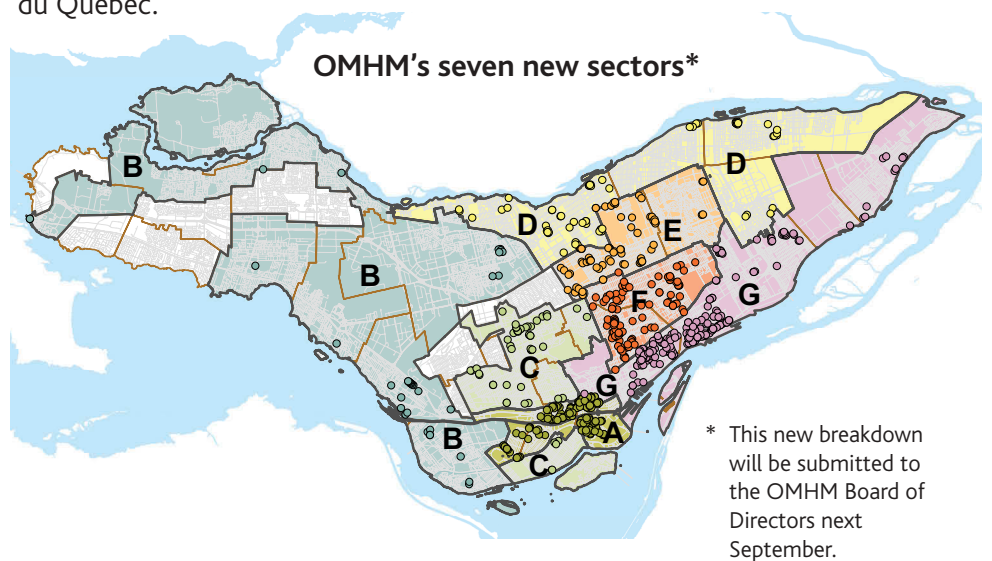 du Québec.
OMHM's seven new sectors*
B
D
D
E
B
F
G
C
G
A
B
C
* This new breakdown
will be submitted to
the OMHM Board of
Directors next
September.